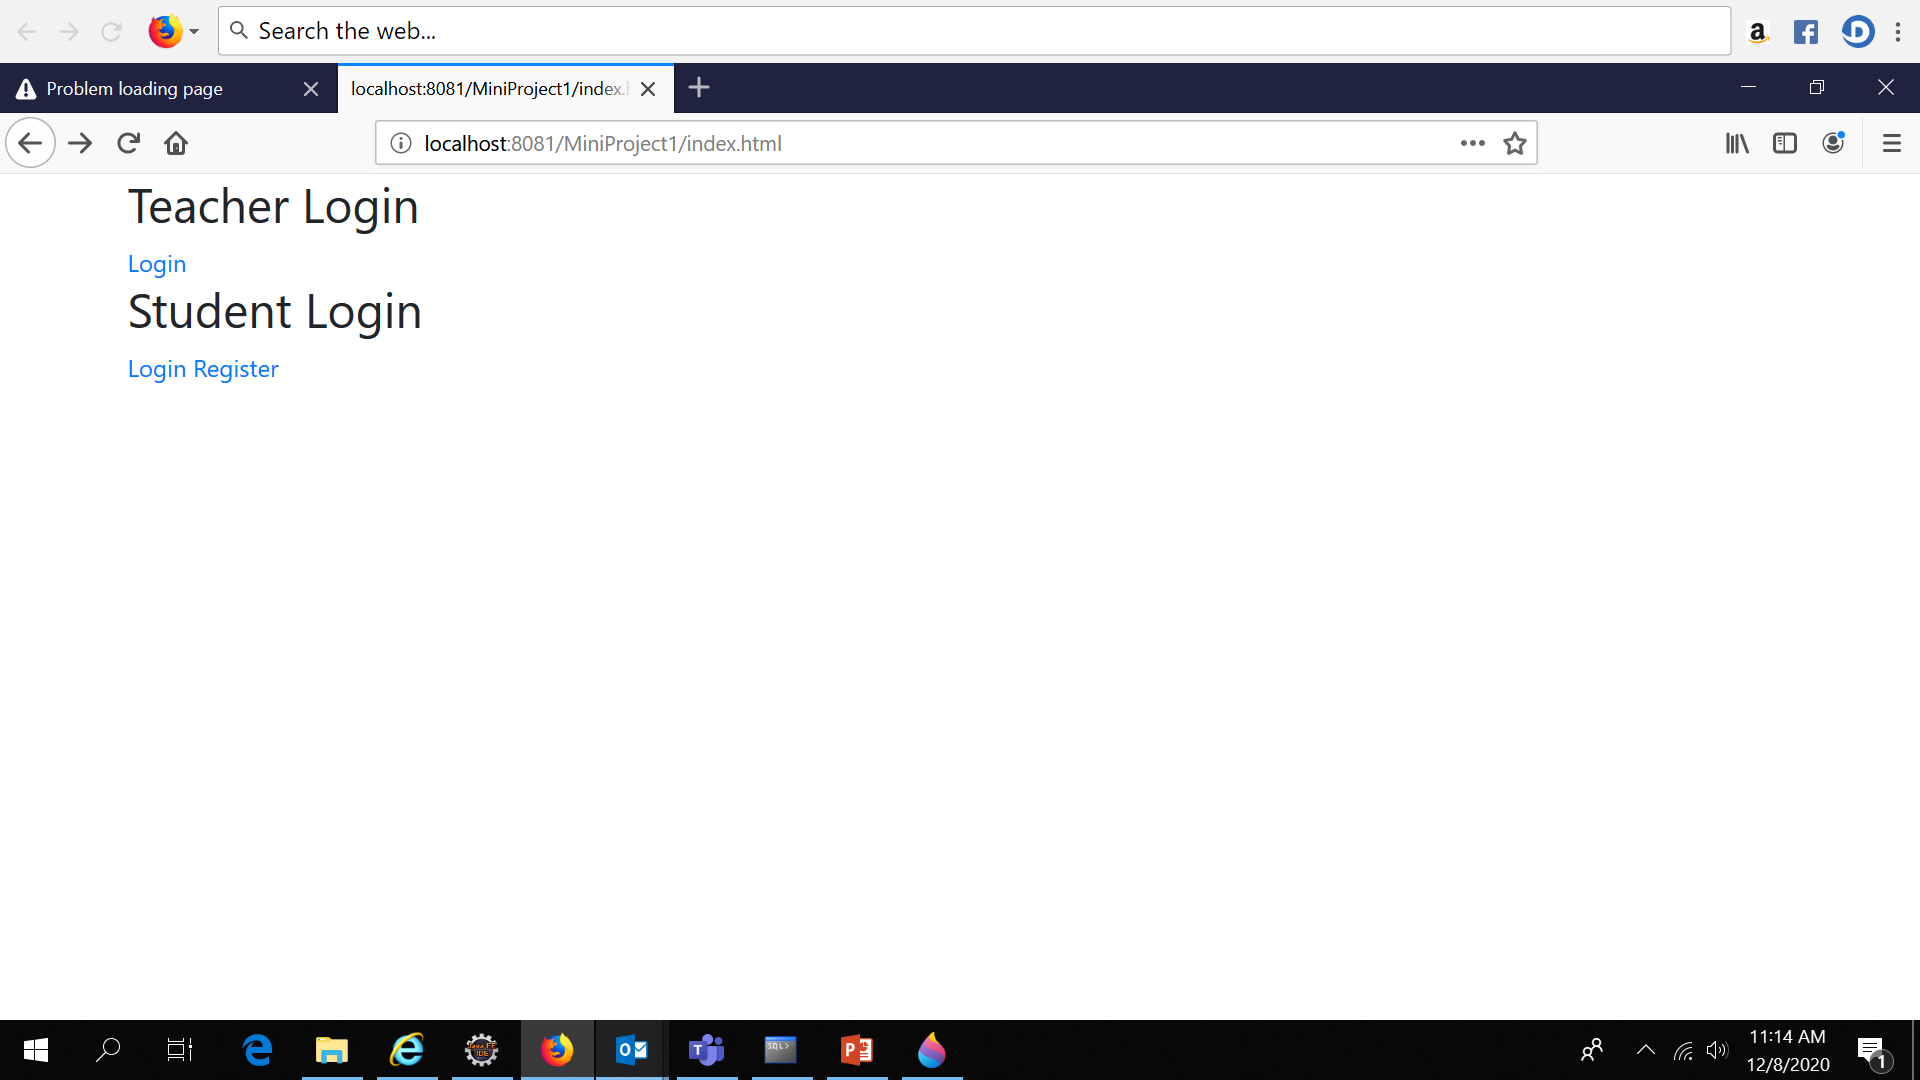 Search the web...
Problem loading page
localhost:8081/MiniProject1/index.
localhost:8081/MiniProject1/index.html
Teacher Login
Login
Student Login
Login Register
11:14 AM
12/8/2020
1